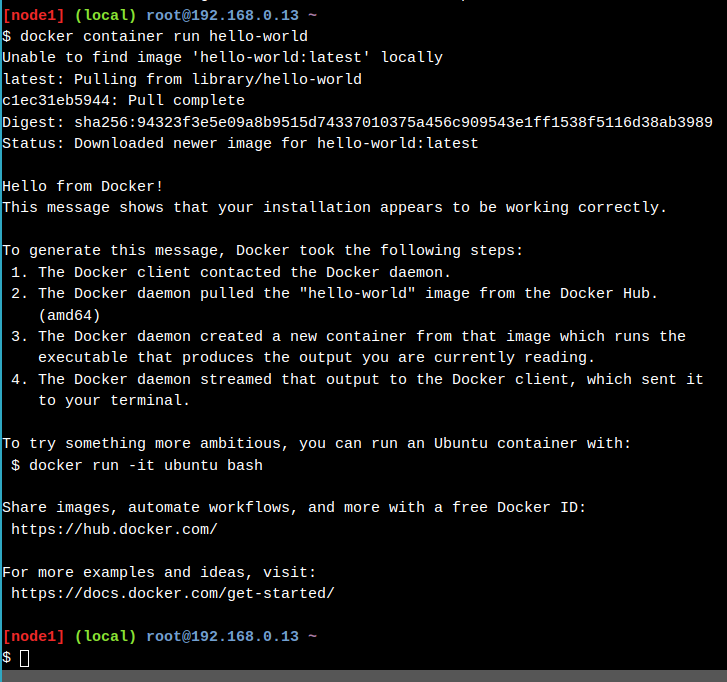 [node1] (local) root@192.168.0.13 ~
$ docker container run hello-world
Unable to find image 'hello-world:latest' locally
latest: Pulling from library/hello-world
c1ec31eb5944: Pull complete
Digest: sha256:94323f3e5e09a8b9515d74337010375a456c909543e1ff1538f5116d38ab3989
Status: Downloaded newer image for hello-world:latest

Hello from Docker!
This message shows that your installation appears to be working correctly.

To generate this message, Docker took the following steps:
 1. The Docker client contacted the Docker daemon.
 2. The Docker daemon pulled the "hello-world" image from the Docker Hub.
    (amd64)
 3. The Docker daemon created a new container from that image which runs the
    executable that produces the output you are currently reading.
 4. The Docker daemon streamed that output to the Docker client, which sent it
    to your terminal.

To try something more ambitious, you can run an Ubuntu container with:
 $ docker run -it ubuntu bash

Share images, automate workflows, and more with a free Docker ID:
 https://hub.docker.com/

For more examples and ideas, visit:
 https://docs.docker.com/get-started/

[node1] (local) root@192.168.0.13 ~
$